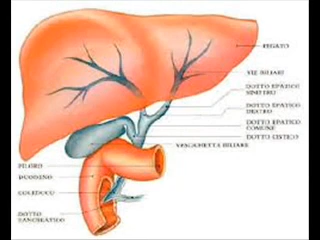 FEGATO
VIE BILIARI
DOTTO EPATICO
SINISTRO
DOTTO EPATICO
DESTRO
DOTTO EPATICO
COMUNE
DOTTO CISTICO
VESCICHETTA BILIARE
PILORO
DUODENO
COLEDOCO
DOTTO
PANCREATICO